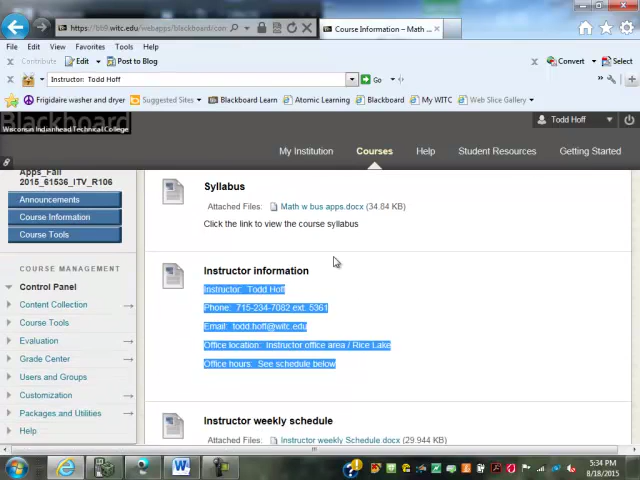 https://bb9.witc.edu/webapps/blackboard/con
Course Information – Math ...
File Edit View Favorites Tools Help
Contribute Edit Post to Blog
Convert Select
Instructor: Todd Hoff
Go
Frigidaire washer and dryer Suggested Sites Blackboard Learn Atomic Learning Blackboard My WITC Web Slice Gallery
Blackboard
Wisconsin Indianhead Technical College
Todd Hoff
My Institution Courses Help Student Resources Getting Started
Apps_Fall
2015_61536_ITV_R106
Announcements
Course Information
Course Tools
COURSE MANAGEMENT
Control Panel
Content Collection
Course Tools
Evaluation
Grade Center
Users and Groups
Customization
Packages and Utilities
Help
Syllabus
Attached Files: Math w bus apps.docx (34.84 KB)
Click the link to view the course syllabus
Instructor information
Instructor: Todd Hoff
Phone: 715-234-7082 ext. 5361
Email: todd.hoff@witc.edu
Office location: Instructor office area / Rice Lake
Office hours: See schedule below
Instructor weekly schedule
Attached Files: Instructor weekly Schedule.docx (29.944 KB)
5:34 PM
8/18/2015